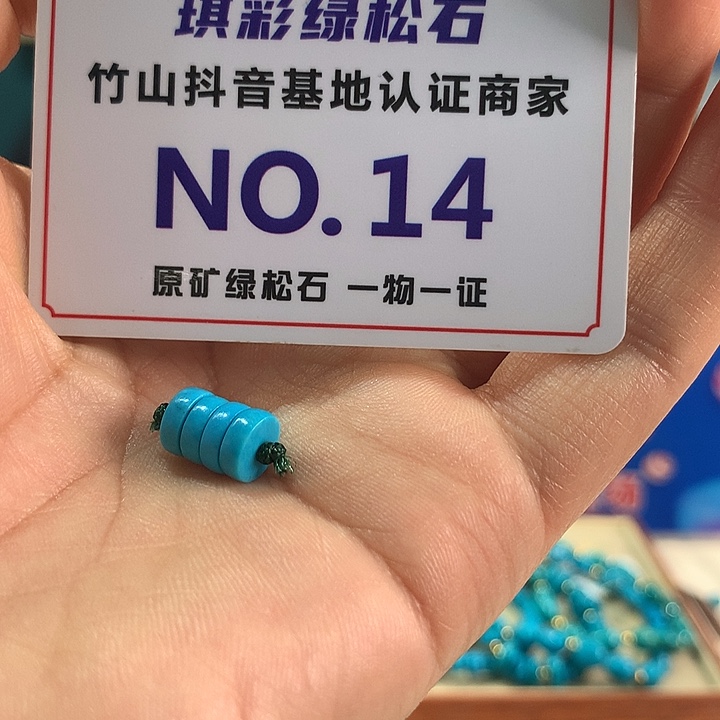 琪彩绿松石
竹山抖音基地认证商家
NO.14
原矿绿松石 一物一证